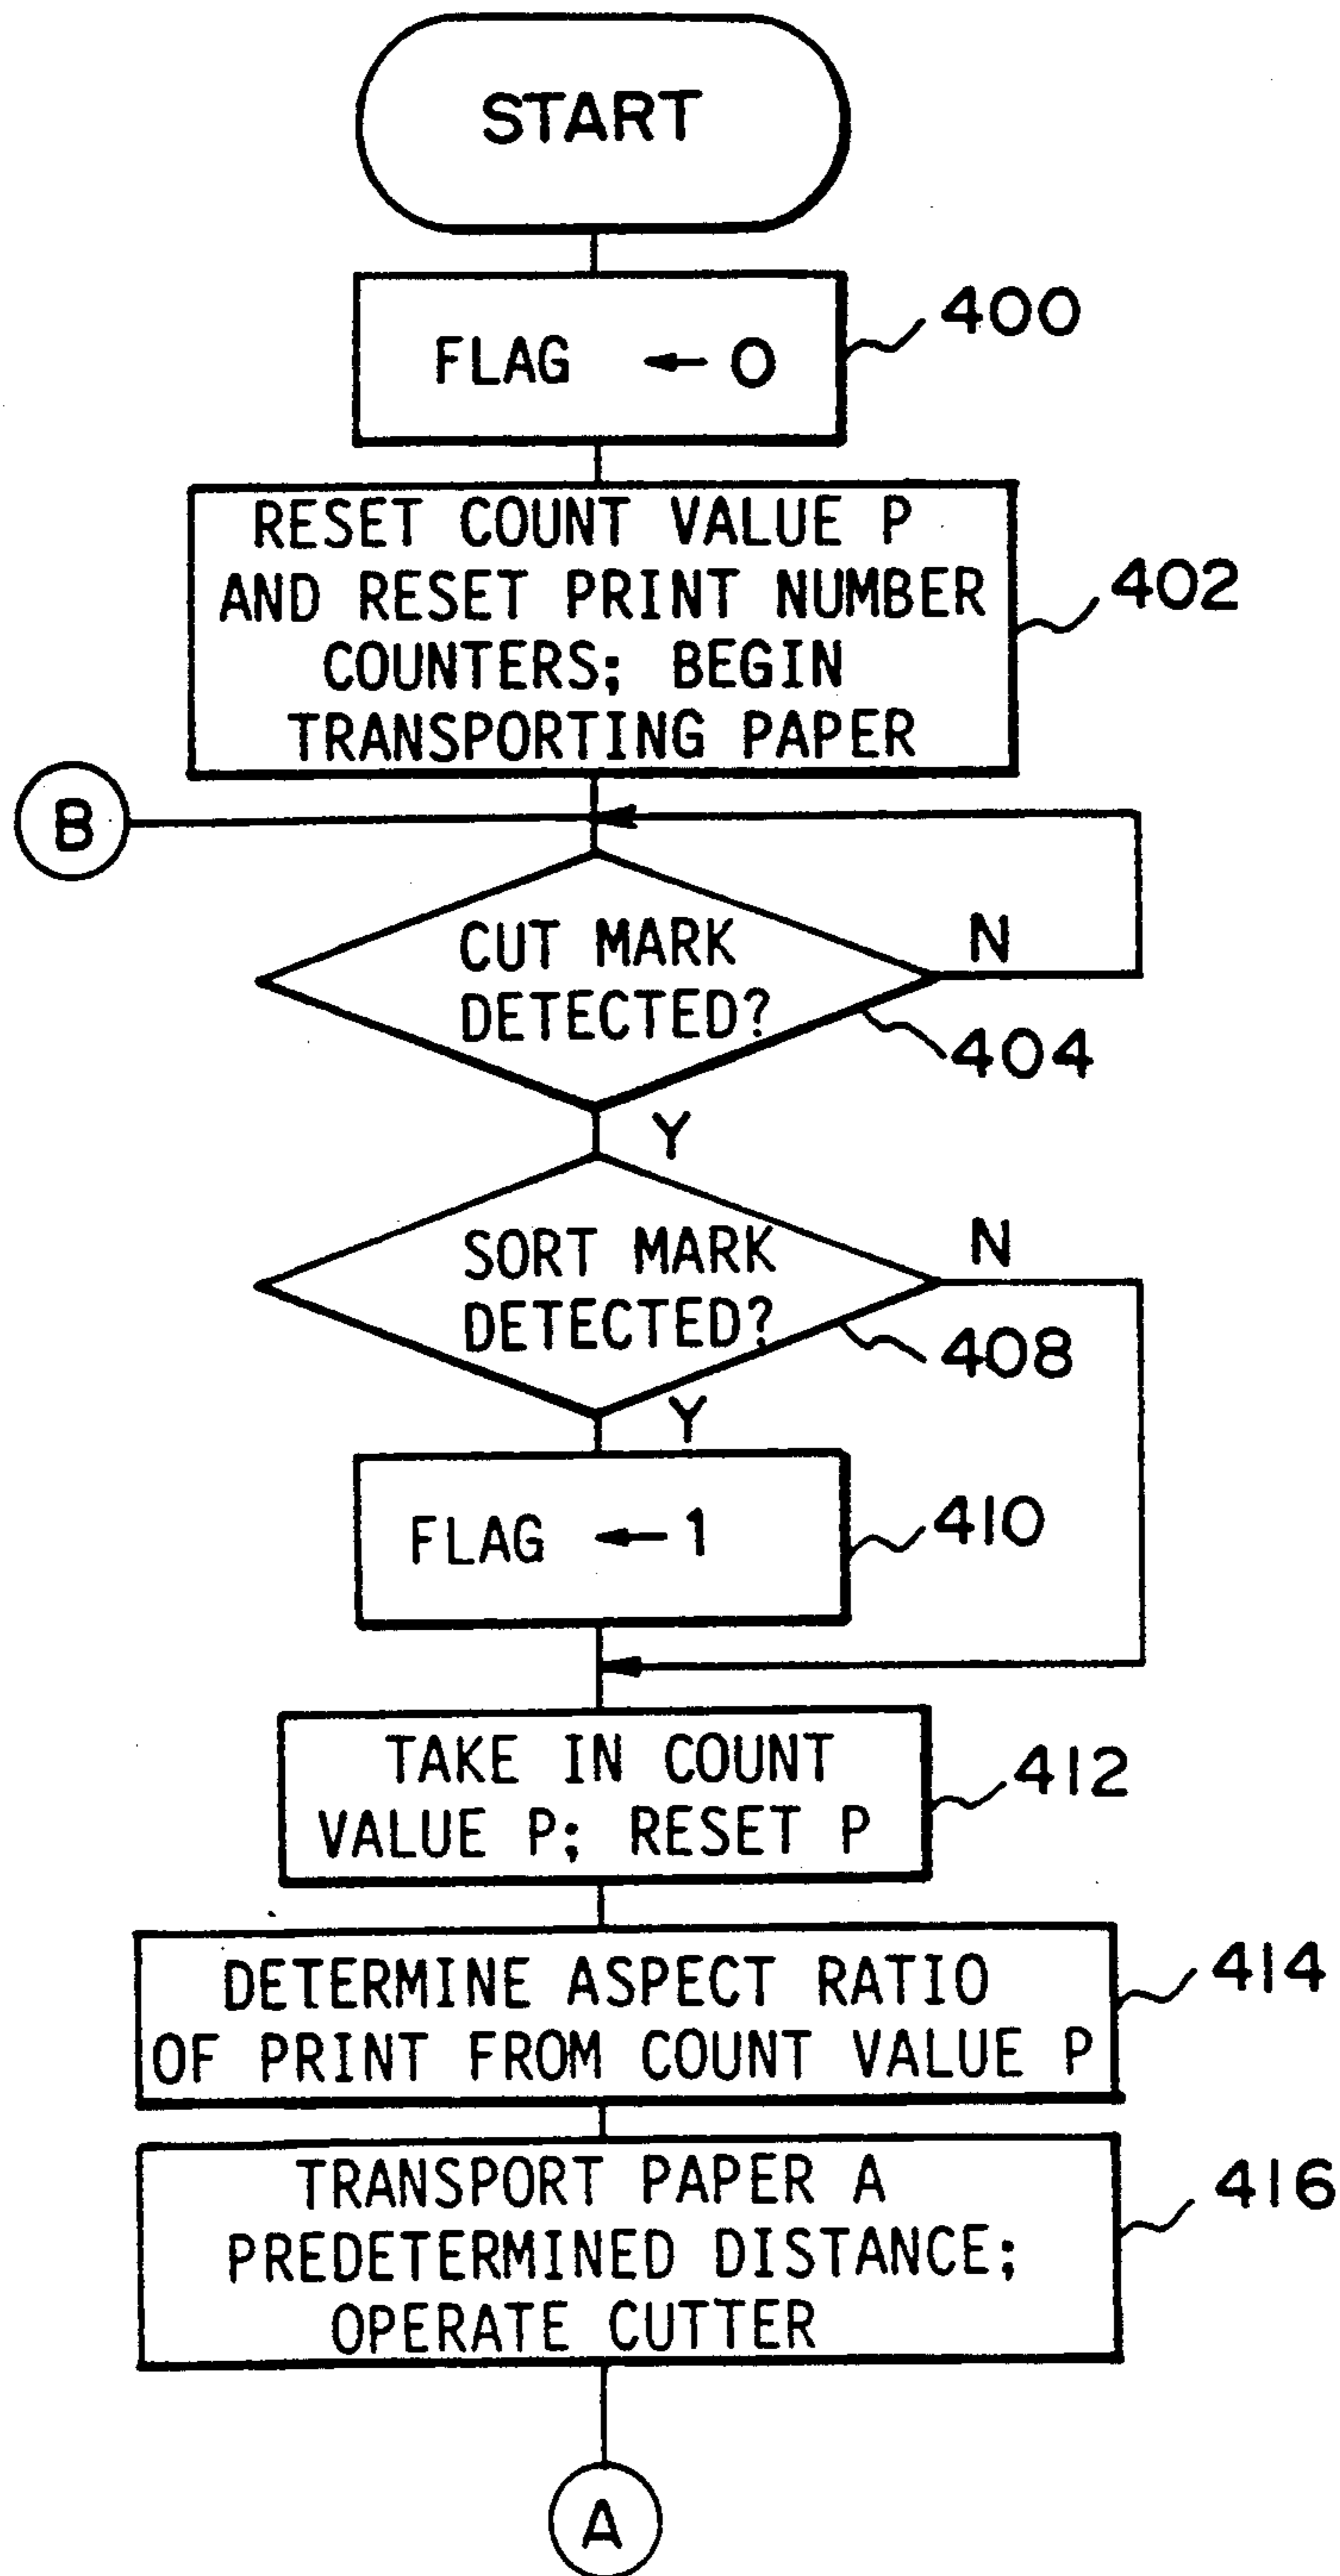 START
FLAG ← 0
400
RESET COUNT VALUE P
AND RESET PRINT NUMBER
COUNTERS; BEGIN
TRANSPORTING PAPER
402
B
CUT MARK
DETECTED?
N
404
Y
SORT MARK
DETECTED?
N
408
Y
FLAG ← 1
410
TAKE IN COUNT
VALUE P; RESET P
412
DETERMINE ASPECT RATIO
OF PRINT FROM COUNT VALUE P
414
TRANSPORT PAPER A
PREDETERMINED DISTANCE;
OPERATE CUTTER
416
A